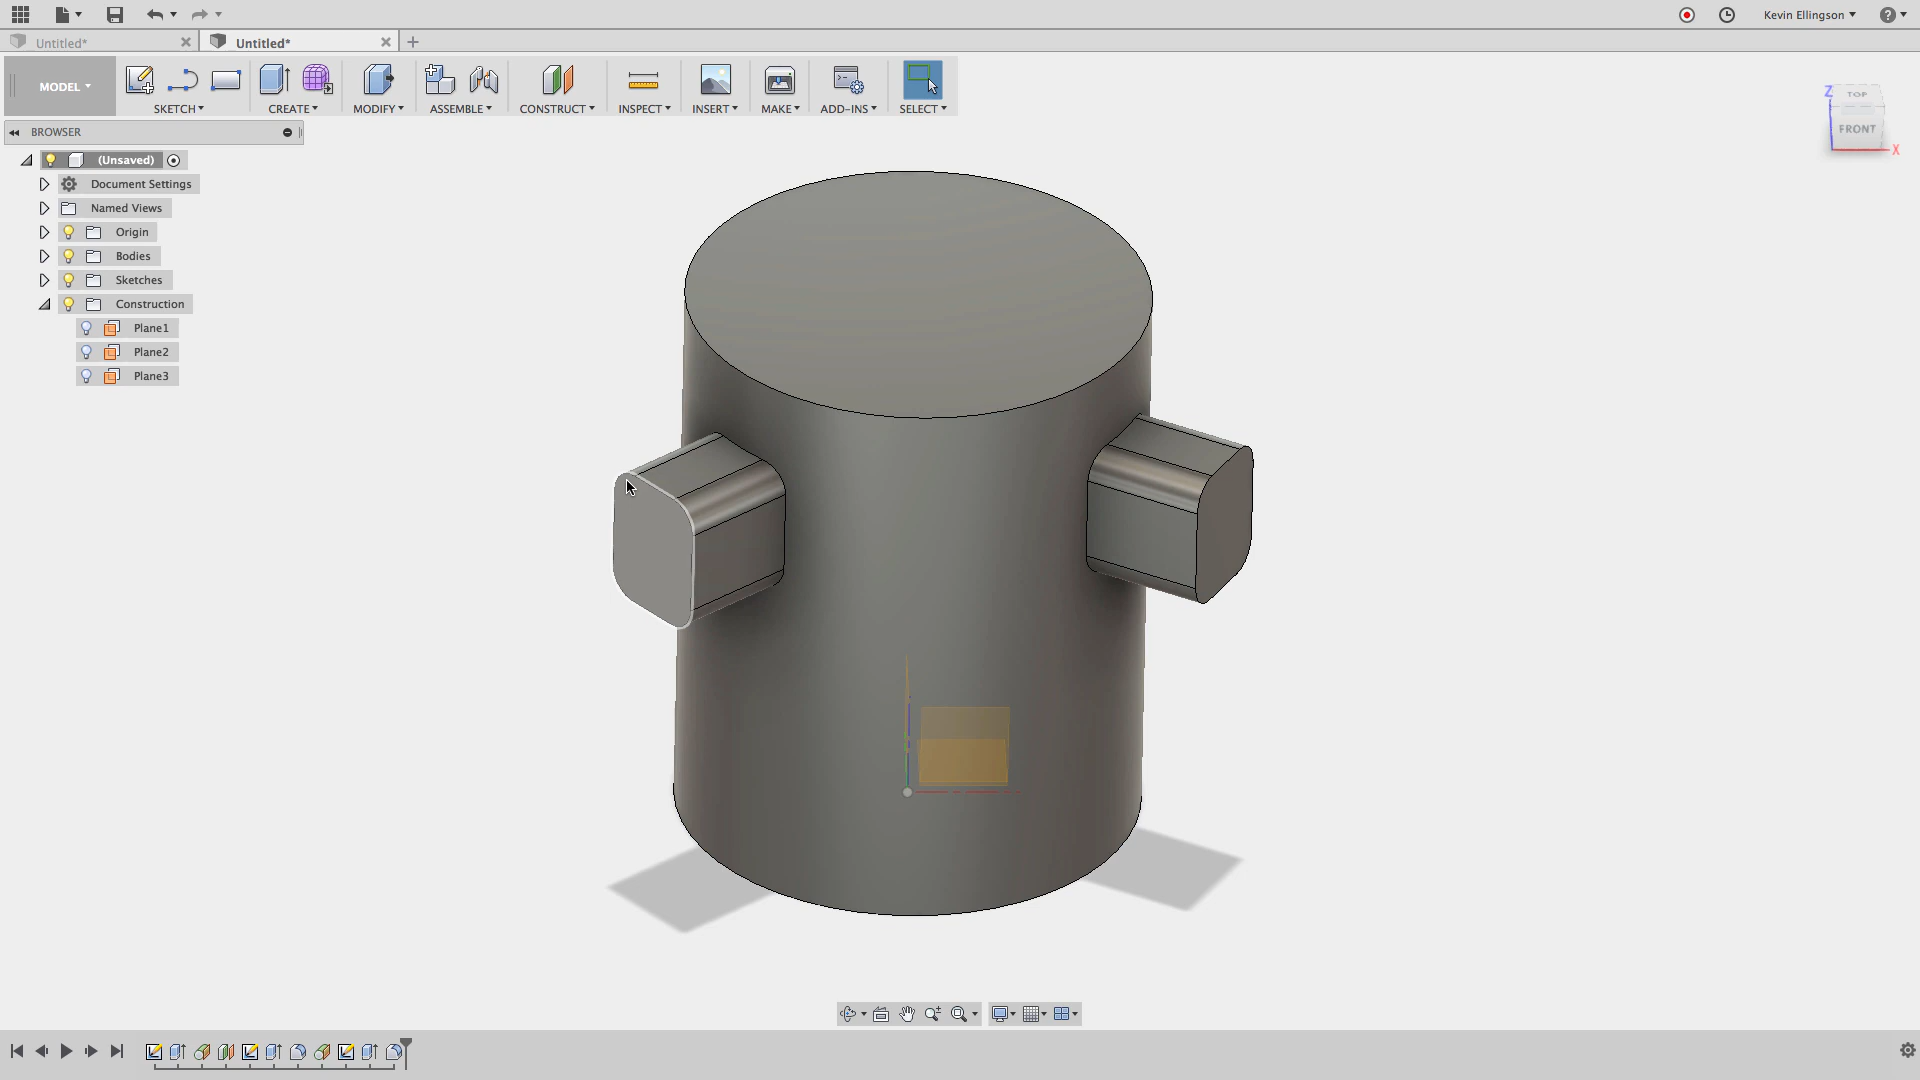 Kevin Ellingson
Untitled*
Untitled*
MODEL
SKETCH
CREATE
MODIFY
ASSEMBLE
CONSTRUCT
INSPECT
INSERT
MAKE
ADD-INS
SELECT
BROWSER
(Unsaved)
Document Settings
Named Views
Origin
Bodies
Sketches
Construction
Plane1
Plane2
Plane3
Z
TOP
FRONT
X